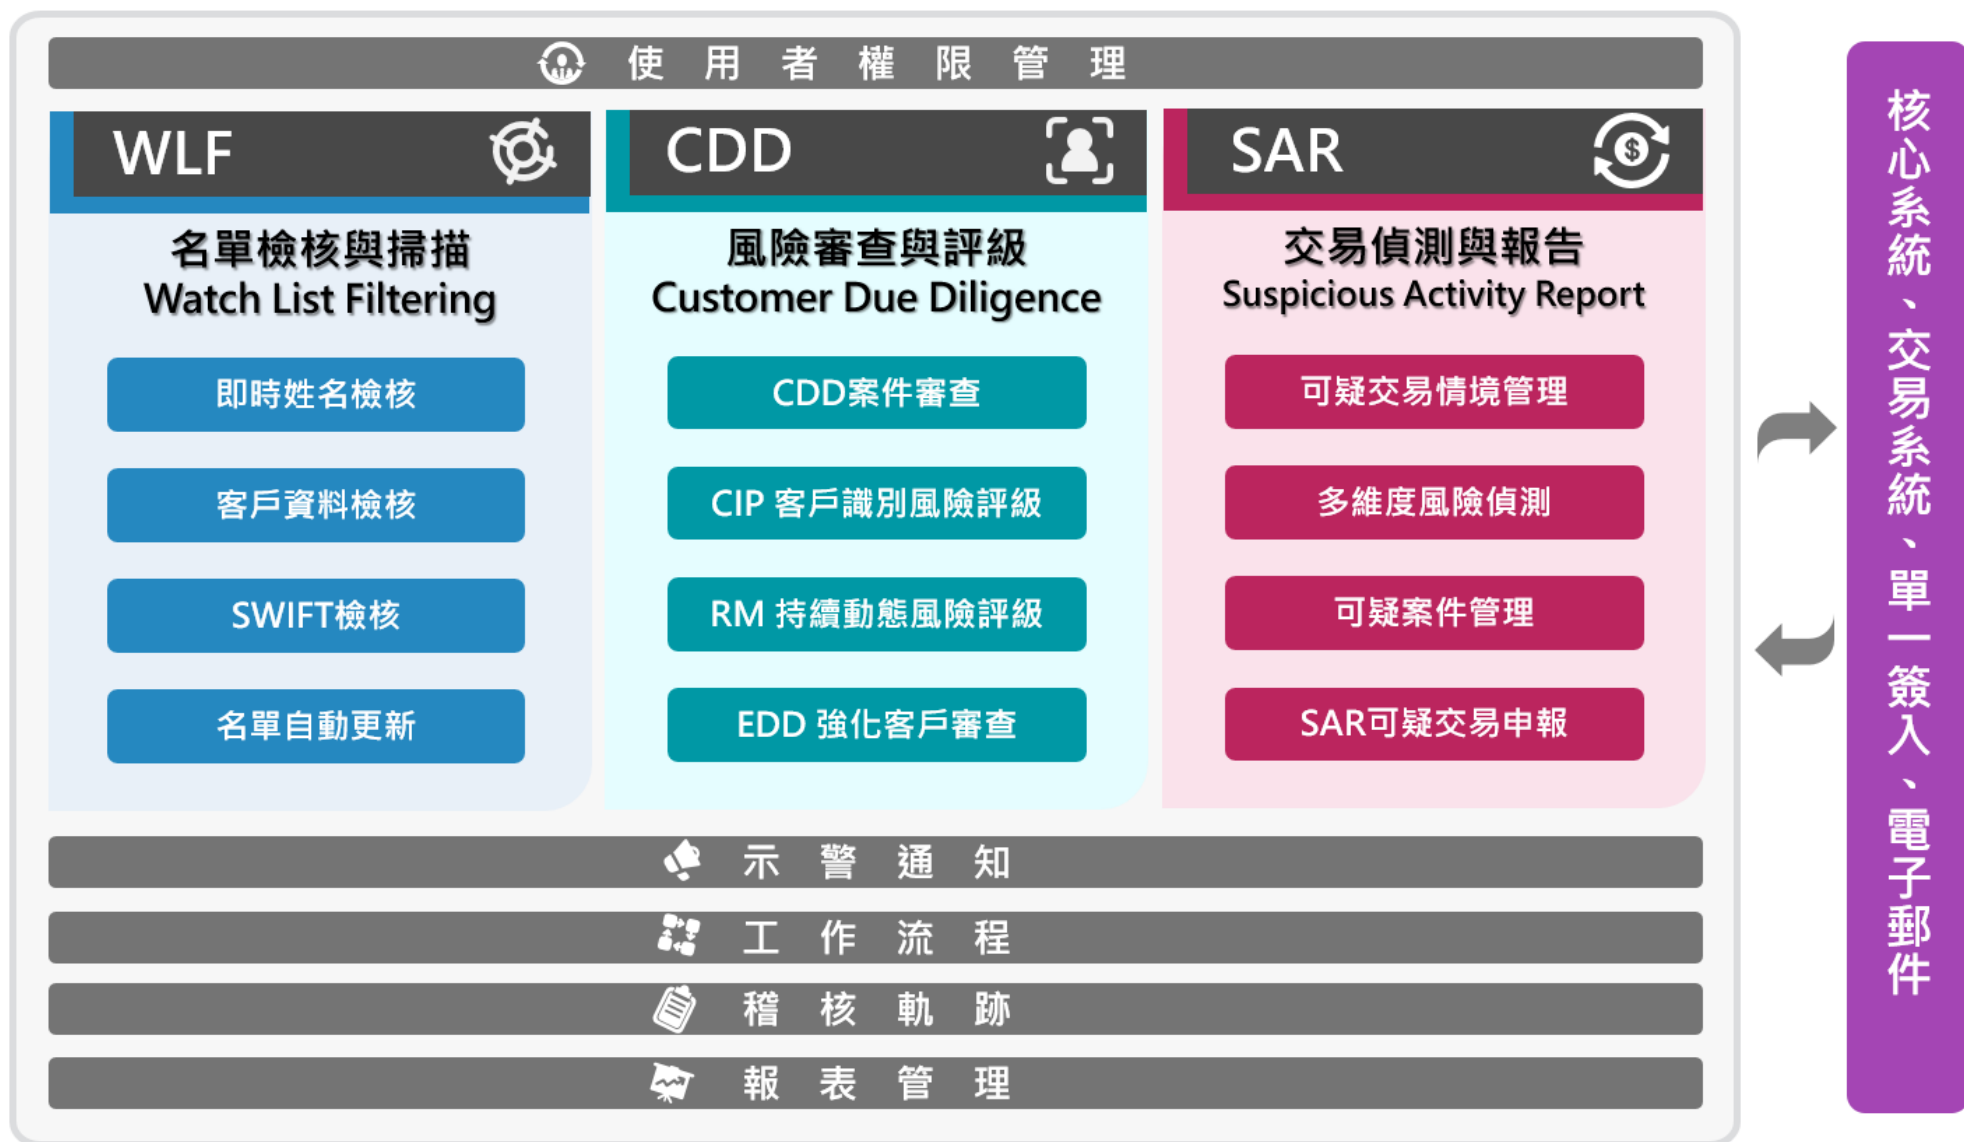 使用者權限管理
WLF
名單檢核與掃描
Watch List Filtering
即時姓名檢核
客戶資料檢核
SWIFT檢核
名單自動更新
CDD
風險審查與評級
Customer Due Diligence
CDD案件審查
CIP 客戶識別風險評級
RM 持續動態風險評級
EDD 強化客戶審查
SAR
交易偵測與報告
Suspicious Activity Report
可疑交易情境管理
多維度風險偵測
可疑案件管理
SAR可疑交易申報
示警通知
工作流程
稽核軌跡
報表管理
核心系統、交易系統、單一簽入、電子郵件